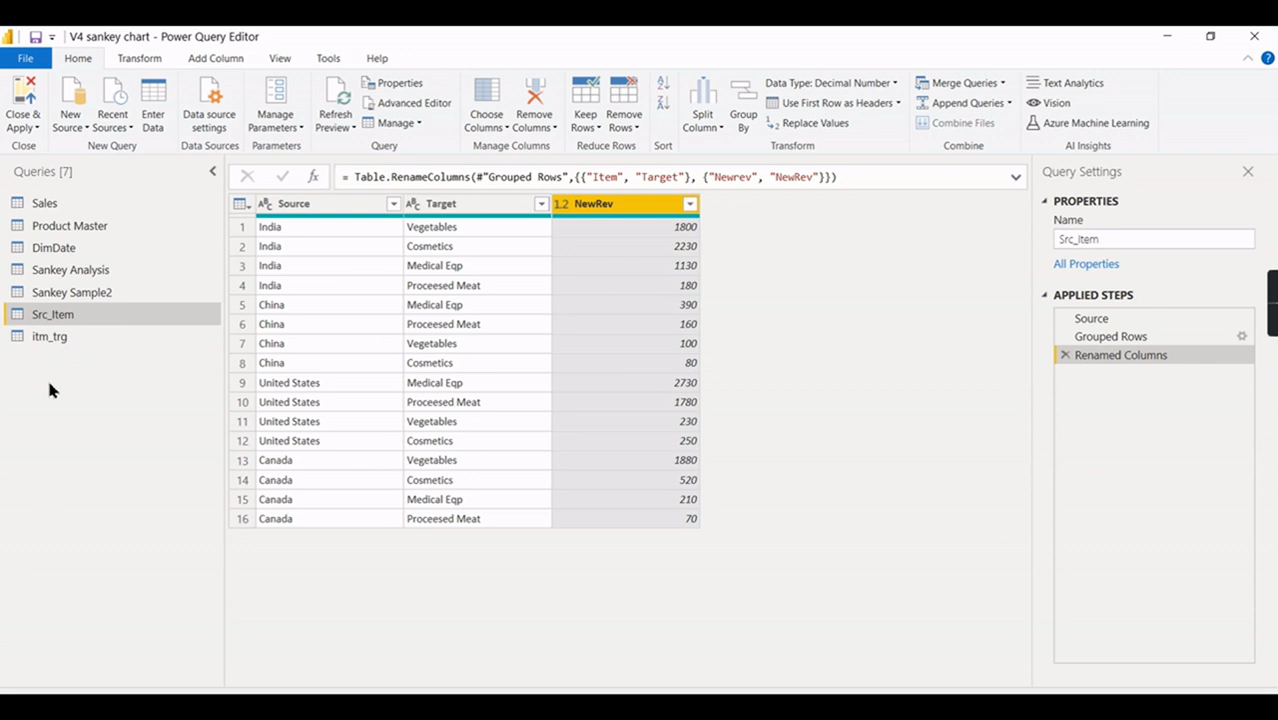 V4 sankey chart - Power Query Editor
File Home Transform Add Column View Tools Help
Close & Apply
New Source
Recent Sources
Enter Data
Data source settings
Manage Parameters
Refresh Preview
Properties
Advanced Editor
Manage
Choose Columns
Remove Columns
Keep Rows
Remove Rows
Split Column
Group By
Data Type: Decimal Number
Use First Row as Headers
Replace Values
Merge Queries
Append Queries
Combine Files
Text Analytics
Vision
Azure Machine Learning
Close New Query Data Sources Parameters Query Manage Columns Reduce Rows Sort Transform Combine AI Insights
Queries [7]
Sales
Product Master
DimDate
Sankey Analysis
Sankey Sample2
Src_Item
itm_trg
fx = Table.RenameColumns(#"Grouped Rows",{{"Item", "Target"}, {"Newrev", "NewRev"}})
ABC Source ABC Target 1.2 NewRev
1 India Vegetables 1800
2 India Cosmetics 2230
3 India Medical Eqp 1130
4 India Proceesed Meat 180
5 China Medical Eqp 390
6 China Proceesed Meat 160
7 China Vegetables 100
8 China Cosmetics 80
9 United States Medical Eqp 2730
10 United States Proceesed Meat 1780
11 United States Vegetables 230
12 United States Cosmetics 250
13 Canada Vegetables 1880
14 Canada Cosmetics 520
15 Canada Medical Eqp 210
16 Canada Proceesed Meat 70
Query Settings
PROPERTIES
Name
Src_Item
All Properties
APPLIED STEPS
Source
Grouped Rows
Renamed Columns